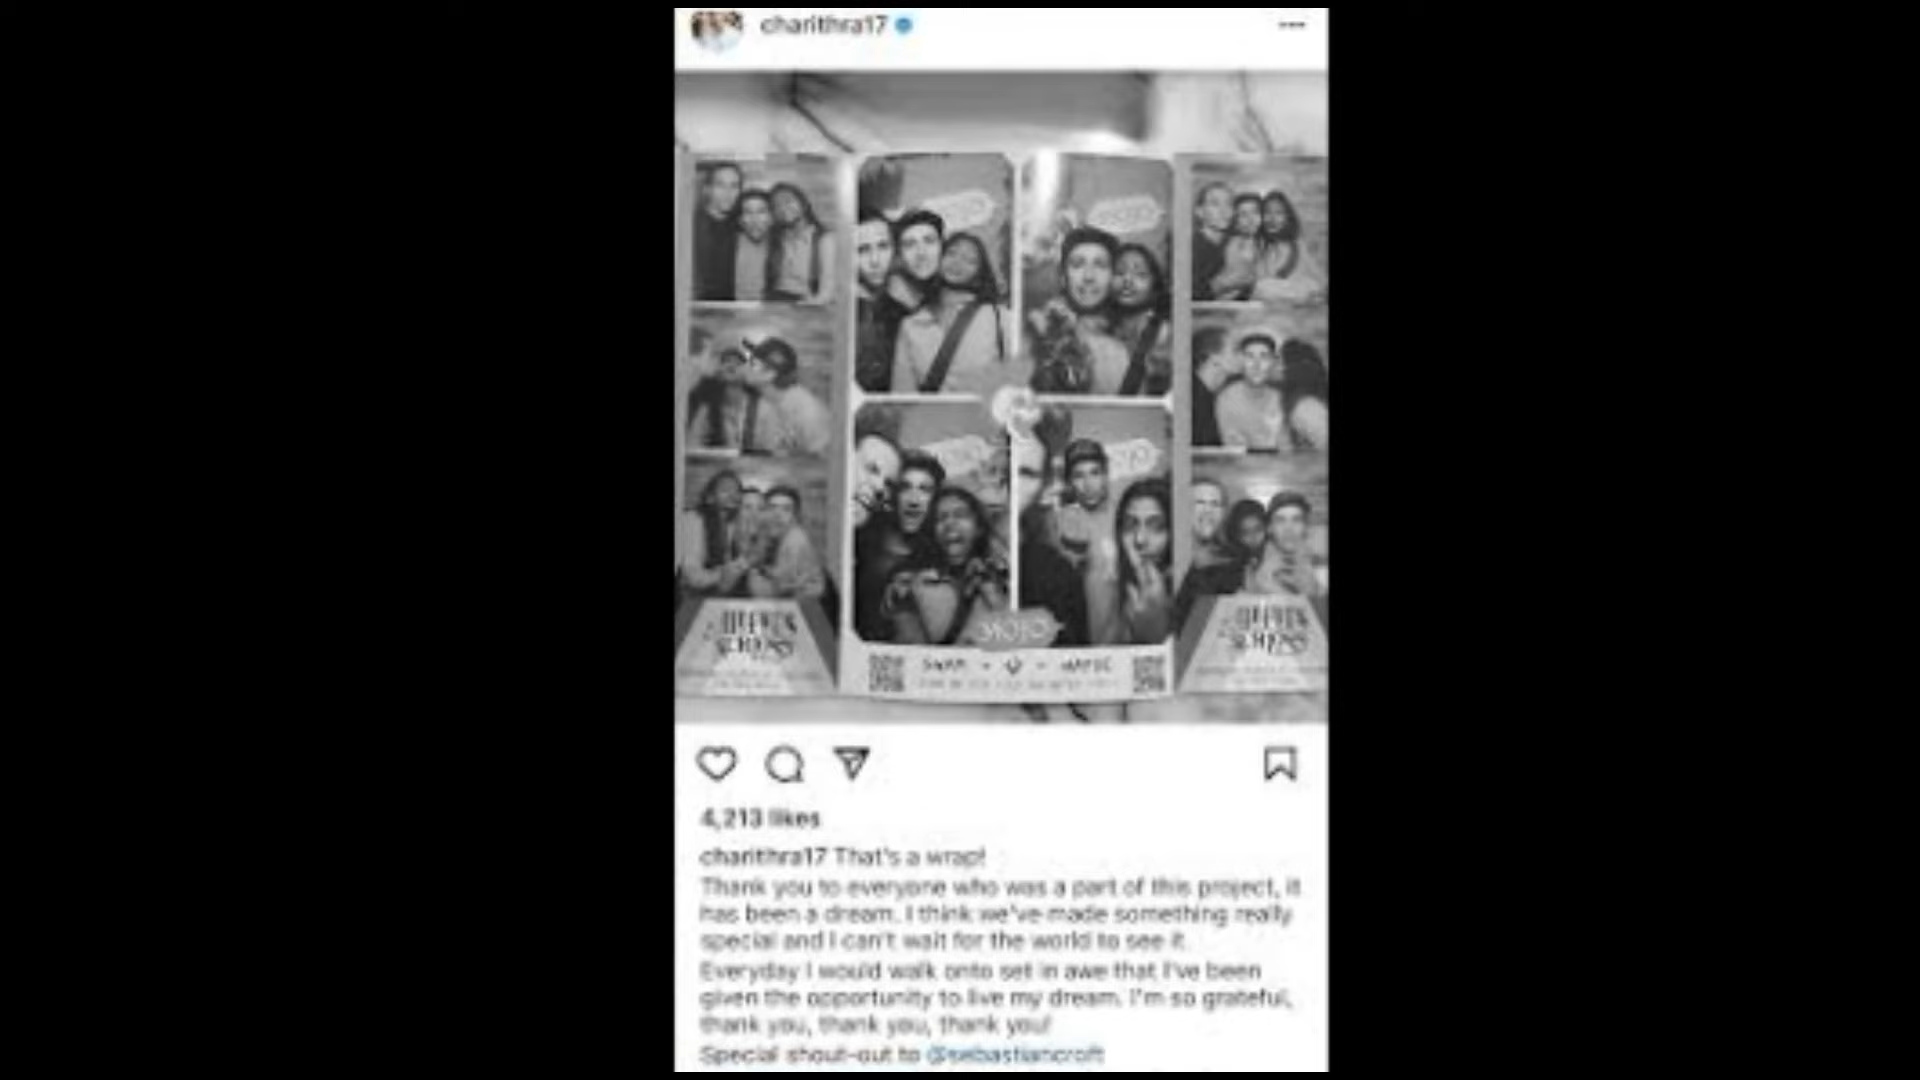 charithra17
MOJO
4,213 likes
charithra17 That's a wrap!
Thank you to everyone who was a part of this project, it
has been a dream. I think we've made something really
special and I can't wait for the world to see it.
Everyday I would walk onto set in awe that I've been
given the opportunity to live my dream. I'm so grateful,
thank you, thank you, thank you!
Special shout-out to @sebastiancroft